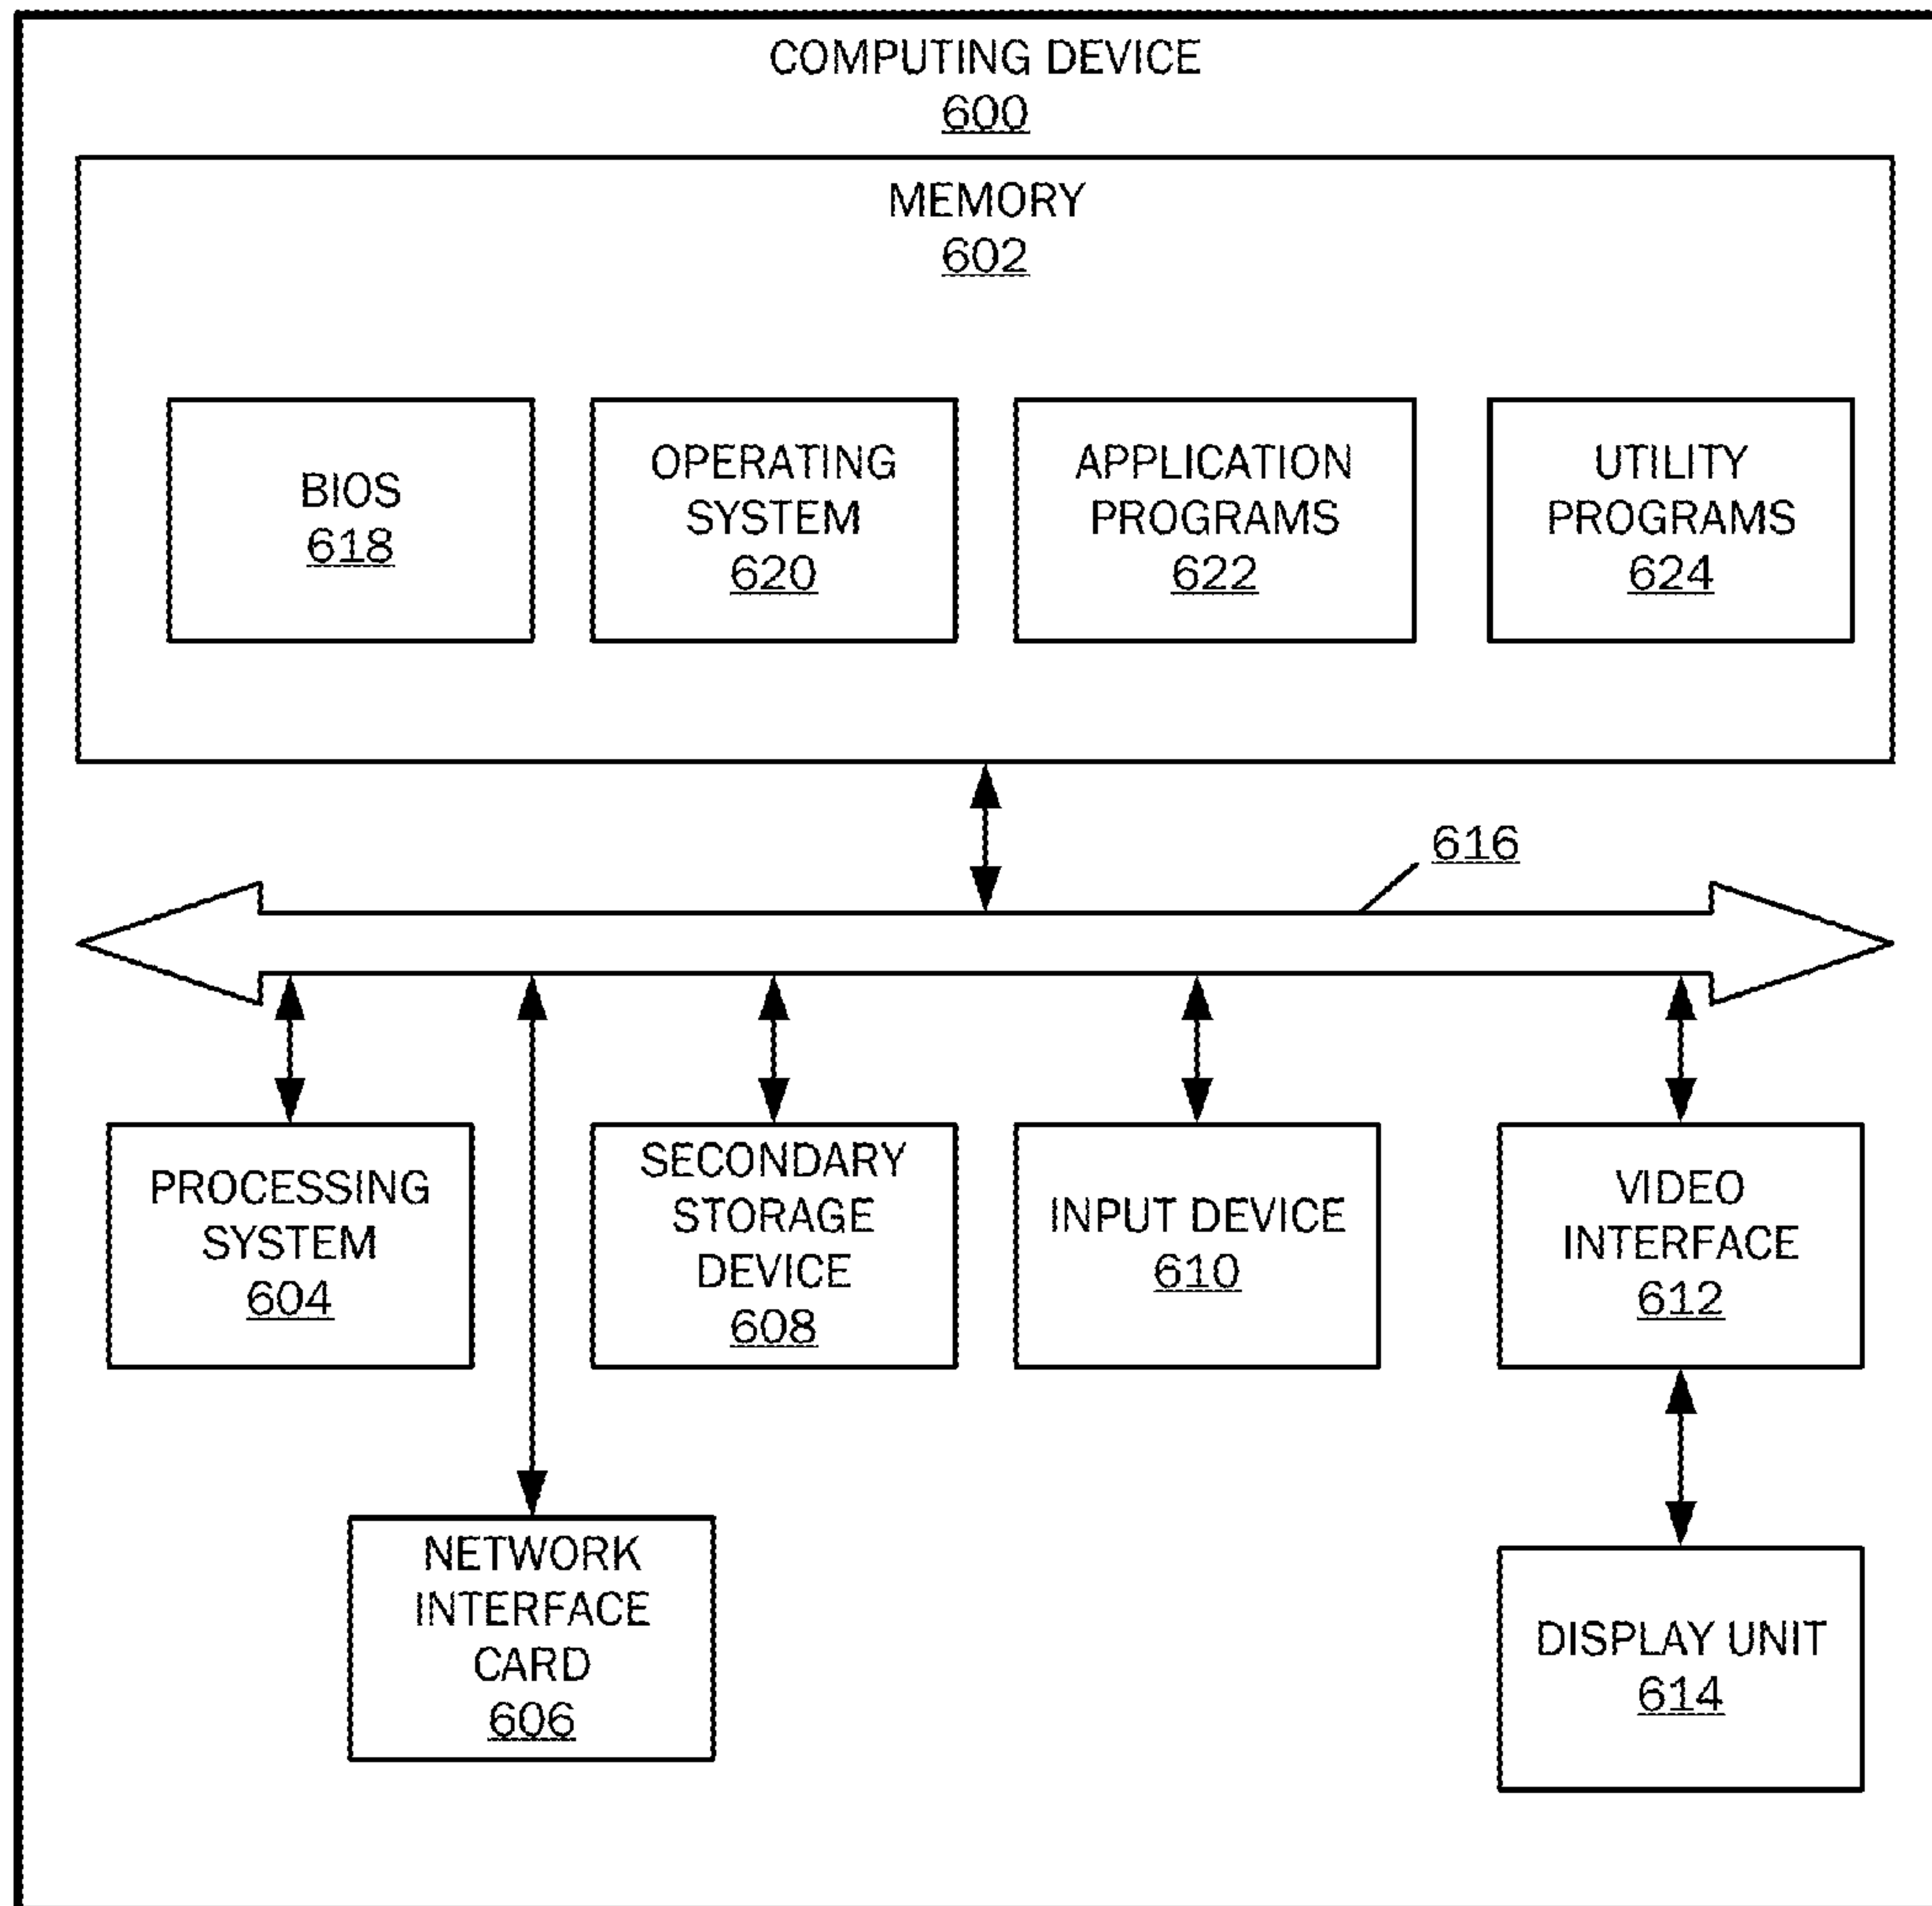 COMPUTING DEVICE
600
MEMORY
602
BIOS
618
OPERATING
SYSTEM
620
APPLICATION
PROGRAMS
622
UTILITY
PROGRAMS
624
616
PROCESSING
SYSTEM
604
SECONDARY
STORAGE
DEVICE
608
INPUT DEVICE
610
VIDEO
INTERFACE
612
NETWORK
INTERFACE
CARD
606
DISPLAY UNIT
614